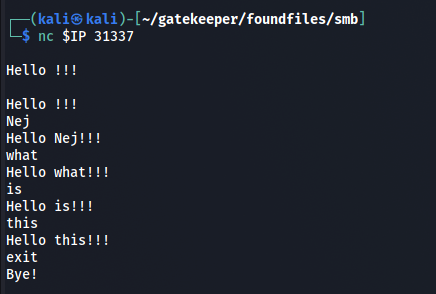 ┌──(kali㉿kali)-[~/gatekeeper/foundfiles/smb]
└─$ nc $IP 31337

Hello !!!

Hello !!!
Nej
Hello Nej!!!
what
Hello what!!!
is
Hello is!!!
this
Hello this!!!
exit
Bye!